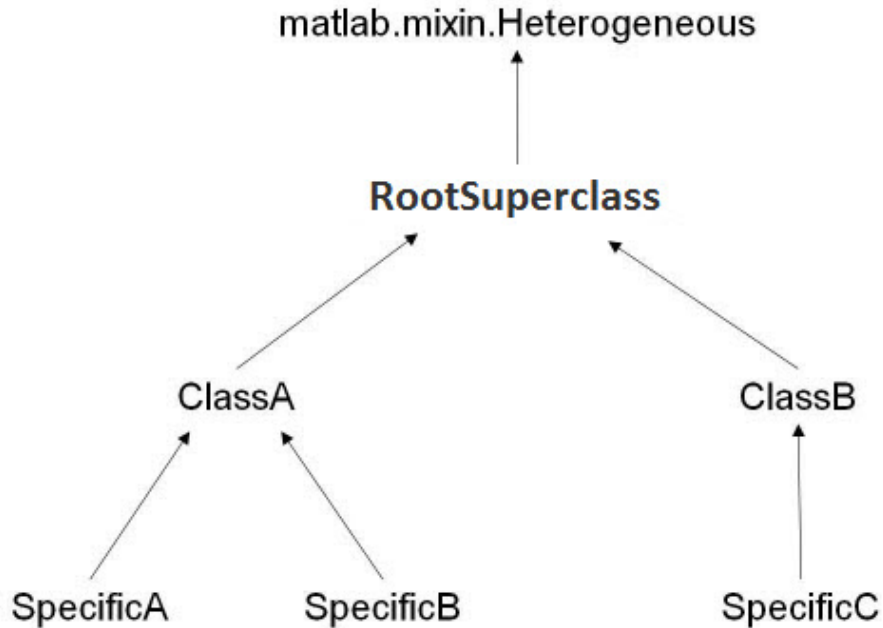 matlab.mixin.Heterogeneous
RootSuperclass
ClassA
ClassB
SpecificA
SpecificB
SpecificC